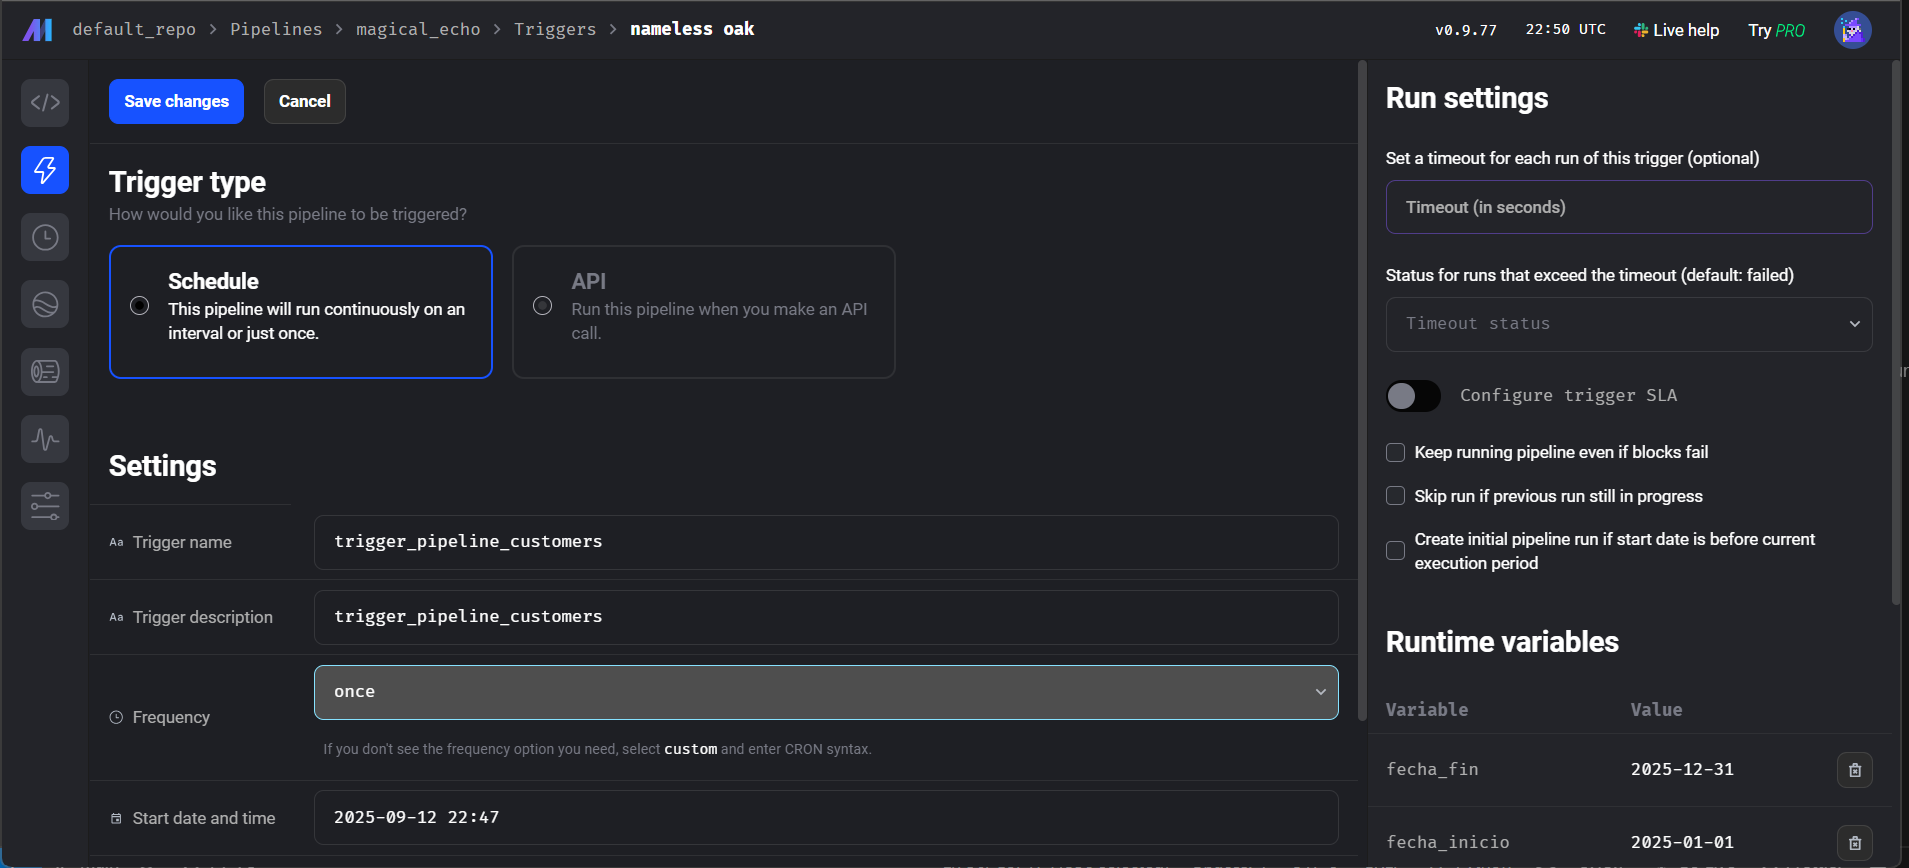 default_repo > Pipelines > magical_echo > Triggers > nameless oak
v0.9.77 22:50 UTC Live help Try PRO
Save changes Cancel
Trigger type
How would you like this pipeline to be triggered?
Schedule
This pipeline will run continuously on an
interval or just once.
API
Run this pipeline when you make an API
call.
Settings
Aa Trigger name trigger_pipeline_customers
Aa Trigger description trigger_pipeline_customers
Frequency once
If you don't see the frequency option you need, select custom and enter CRON syntax.
Start date and time 2025-09-12 22:47
Run settings
Set a timeout for each run of this trigger (optional)
Timeout (in seconds)
Status for runs that exceed the timeout (default: failed)
Timeout status
Configure trigger SLA
Keep running pipeline even if blocks fail
Skip run if previous run still in progress
Create initial pipeline run if start date is before current
execution period
Runtime variables
Variable Value
fecha_fin 2025-12-31
fecha_inicio 2025-01-01